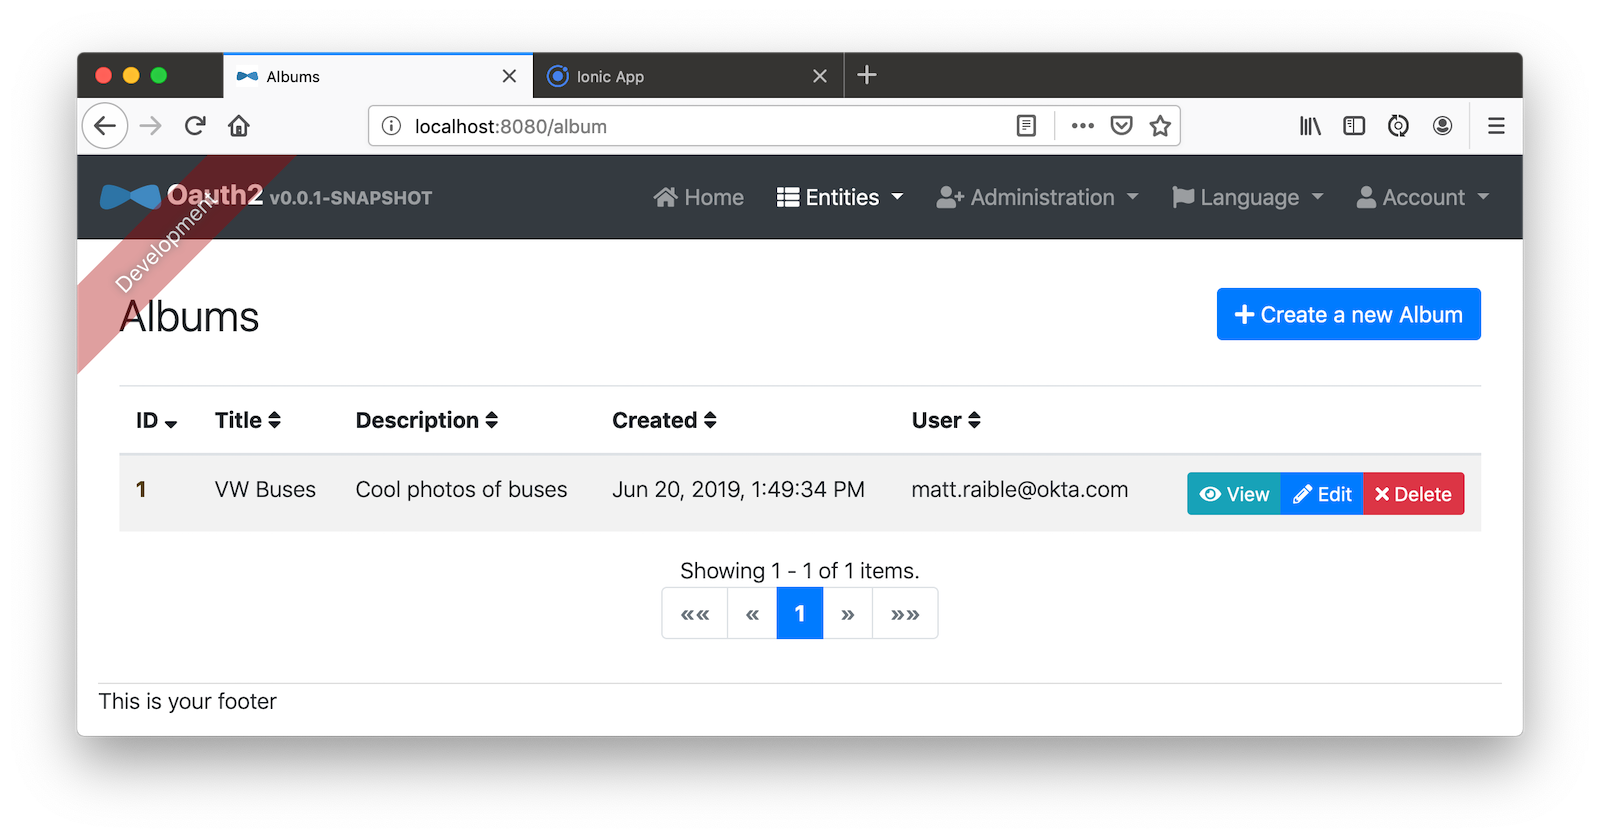 Albums
Ionic App
localhost:8080/album
Oauth2 v0.0.1-SNAPSHOT
Home
Entities
Administration
Language
Account
Development
Albums
Create a new Album
ID Title Description Created User
1 VW Buses Cool photos of buses Jun 20, 2019, 1:49:34 PM matt.raible@okta.com View Edit Delete
Showing 1 - 1 of 1 items.
«« « 1 » »»
This is your footer